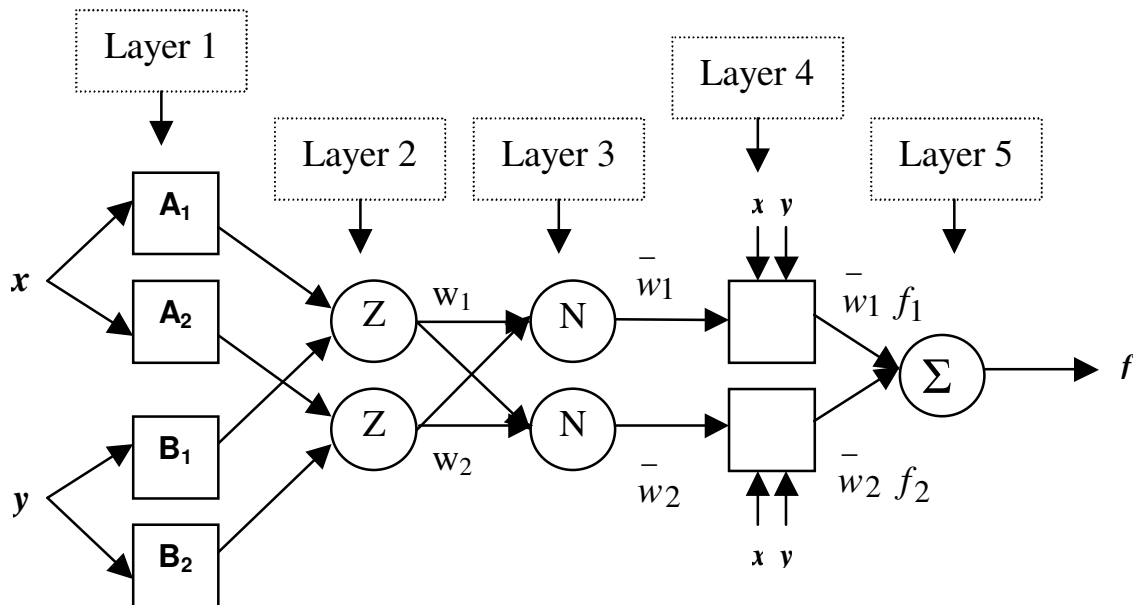 Layer 1
Layer 4
Layer 2
Layer 3
Layer 5
x y
A₁
x
A₂
Z
w₁
N
w̄1
w̄1 f1
Σ
f
B₁
Z
w₂
N
w̄2
w̄2 f2
y
B₂
x y